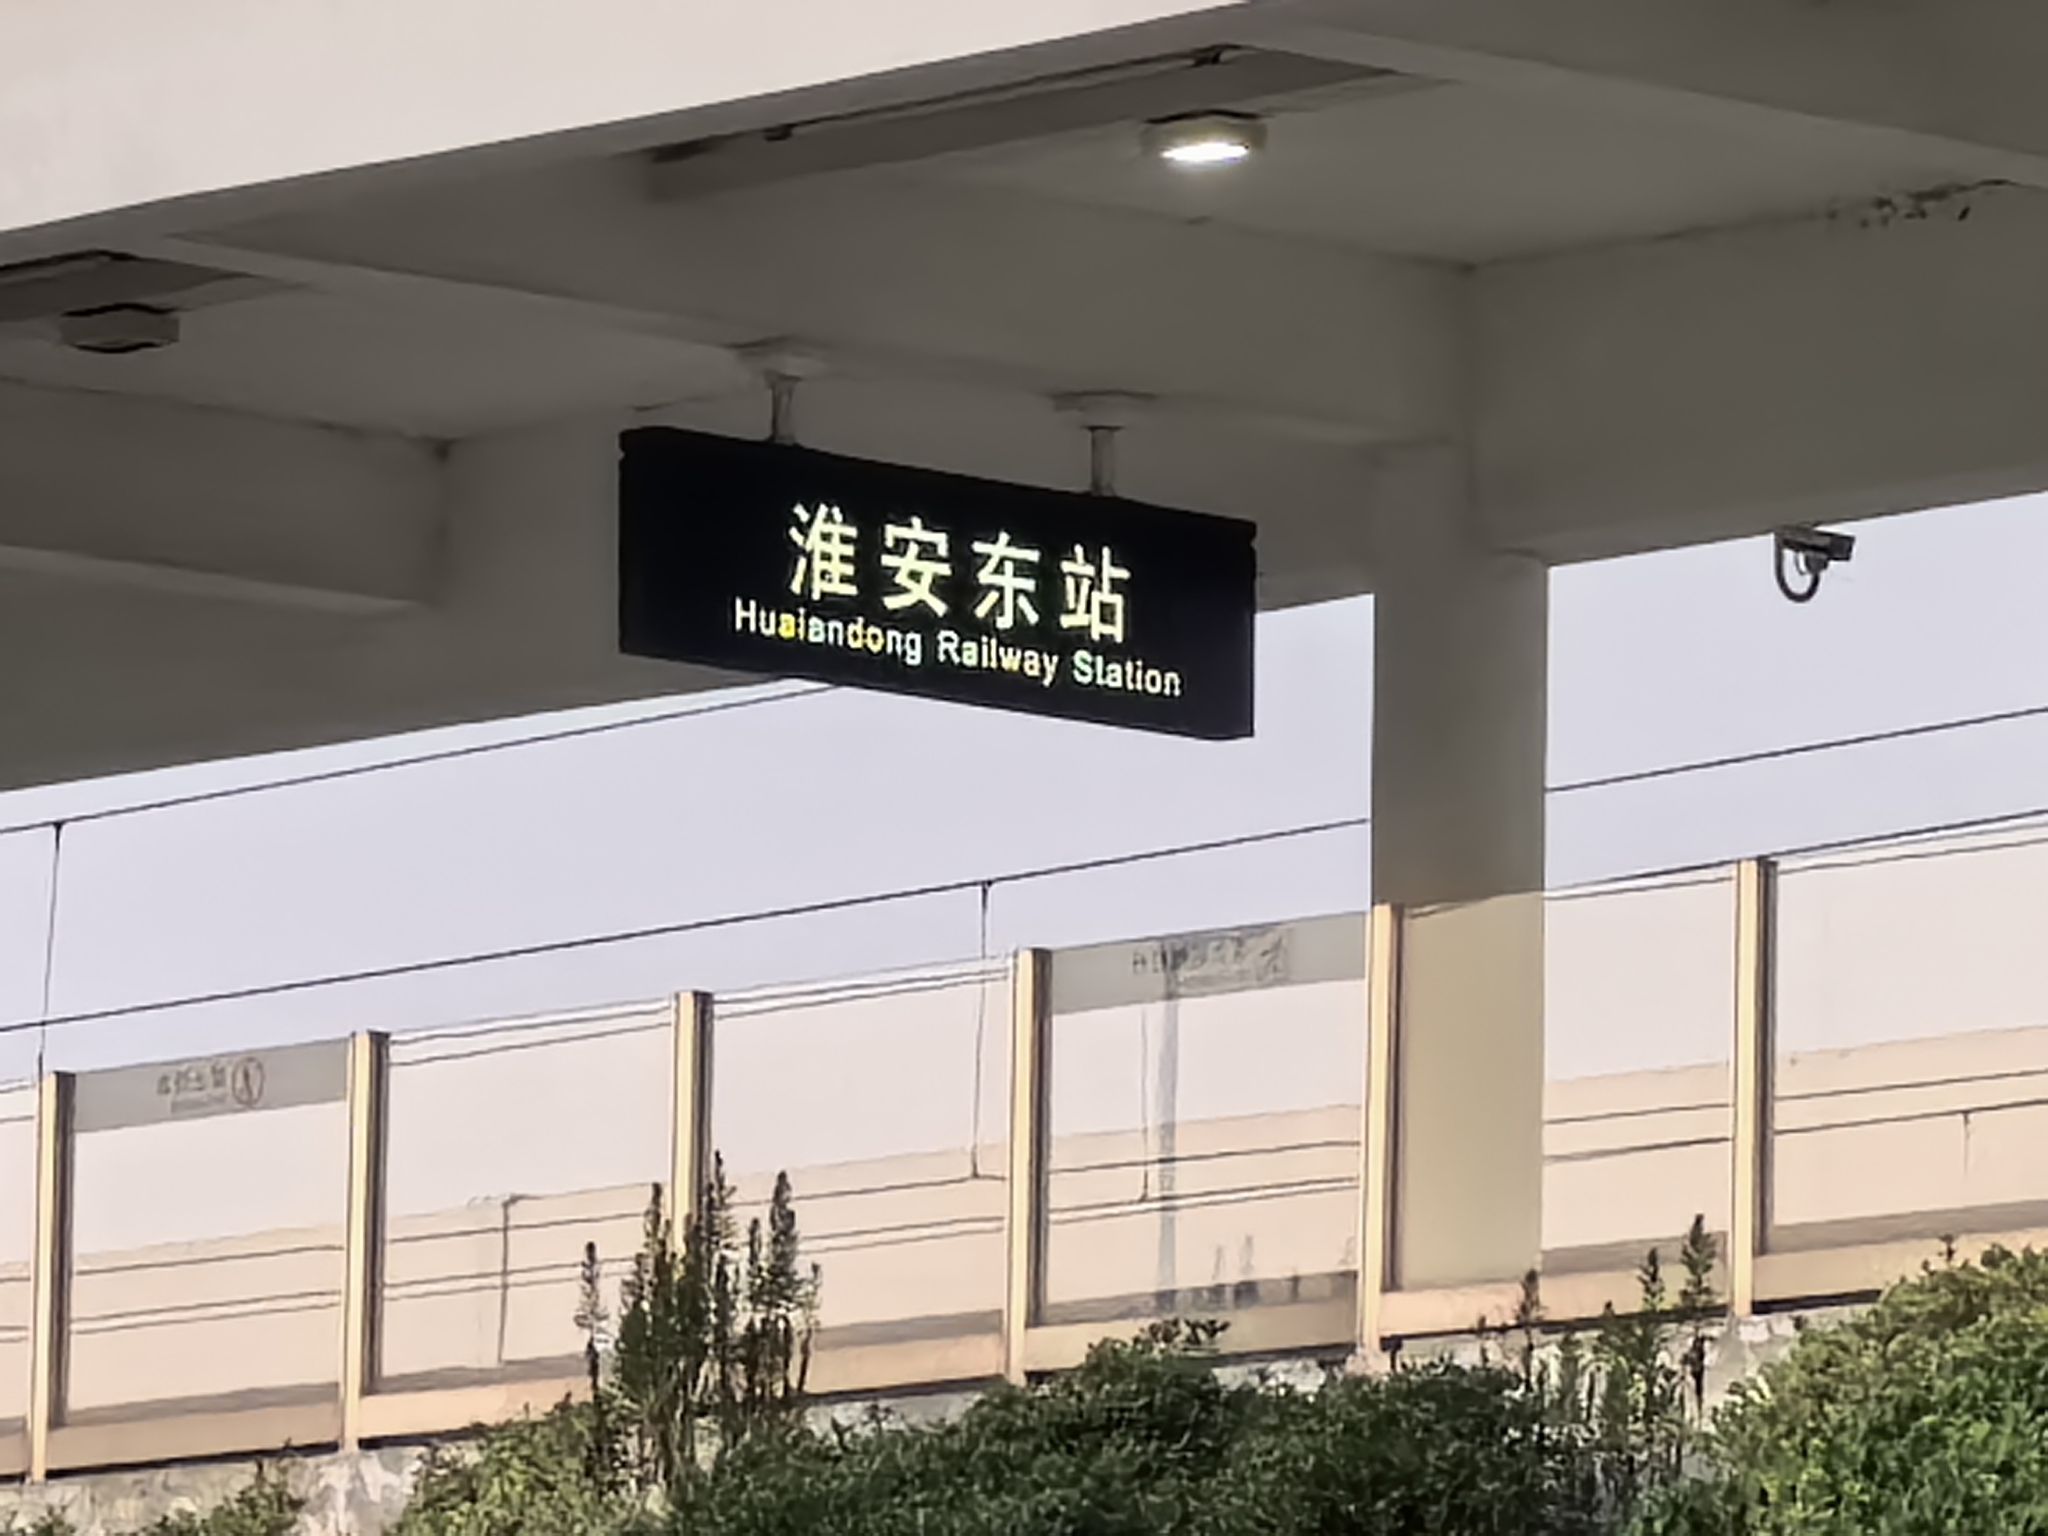 淮安东站
Huaiandong Railway Station